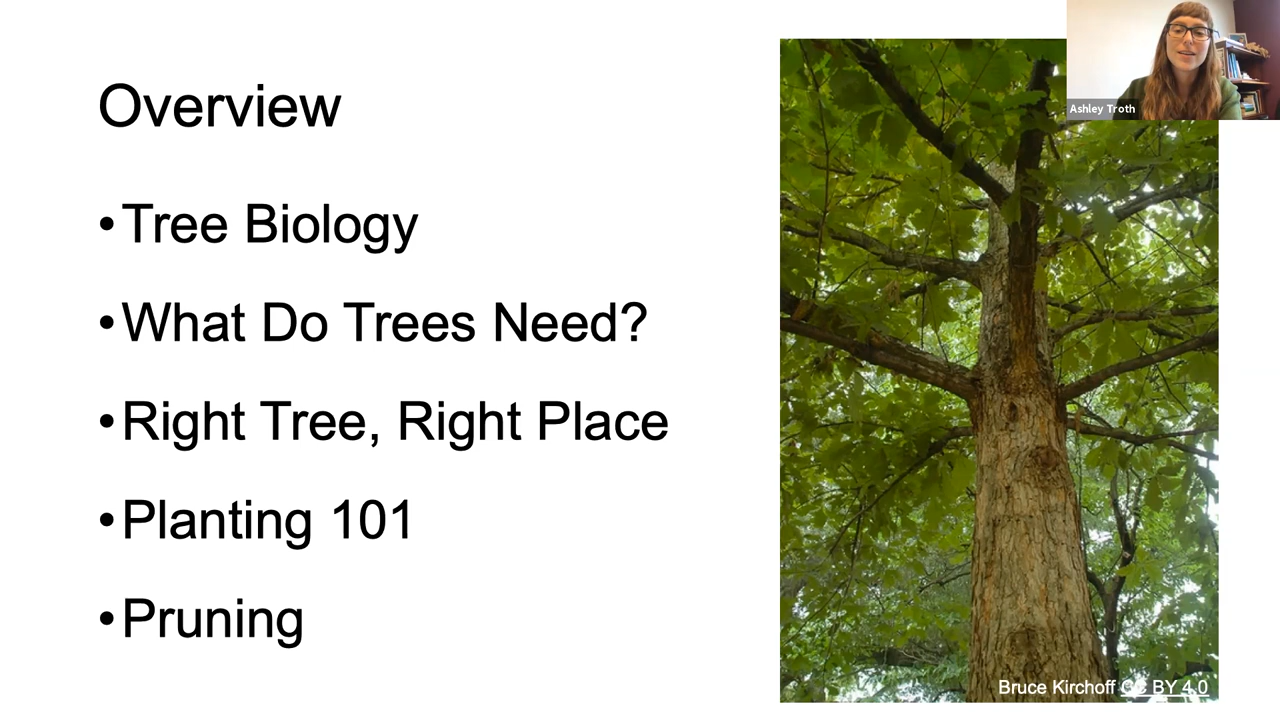 Overview
•Tree Biology
•What Do Trees Need?
•Right Tree, Right Place
•Planting 101
•Pruning
Ashley Troth
Bruce Kirchoff CC BY 4.0